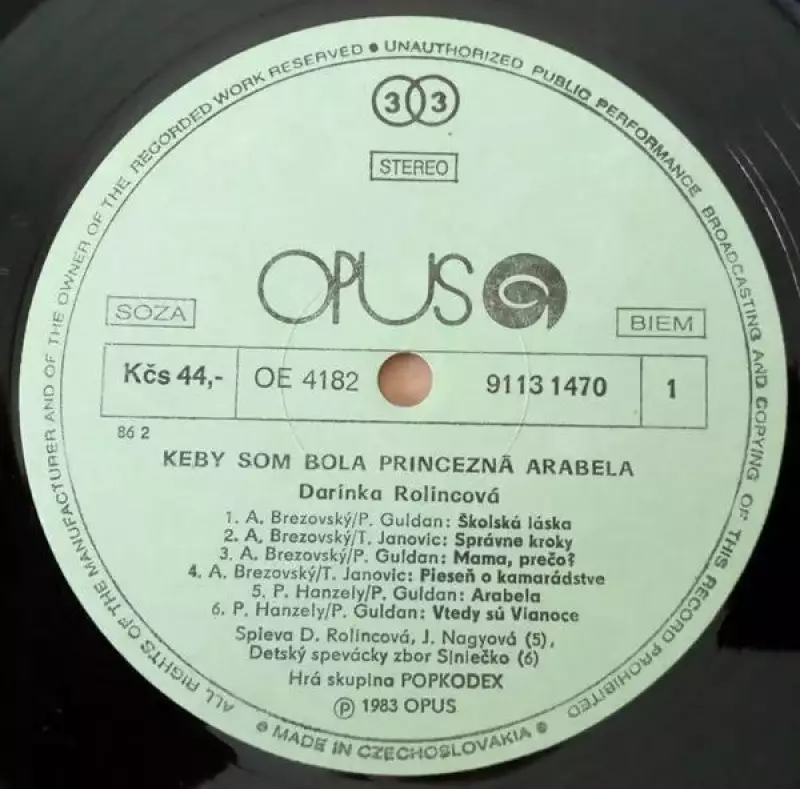 ALL RIGHTS OF THE MANUFACTURER AND OF THE OWNER OF THE RECORDED WORK RESERVED ● UNAUTHORIZED PUBLIC PERFORMANCE BROADCASTING AND COPYING OF THIS RECORD PROHIBITED
33
STEREO
OPUS
SOZA
BIEM
Kčs 44,- OE 4182 9113 1470 1
86 2
KEBY SOM BOLA PRINCEZNÁ ARABELA
Darinka Rolincová
1. A. Brezovský/P. Guldan: Školská láska
2. A. Brezovský/T. Janovic: Správne kroky
3. A. Brezovský/P. Guldan: Mama, prečo?
4. A. Brezovský/T. Janovic: Pieseň o kamarádstve
5. P. Hanzely/P. Guldan: Arabela
6. P. Hanzely/P. Guldan: Vtedy sú Vianoce
Spieva D. Rolincová, J. Nagyová (5),
Detský spevácky zbor Slniečko (6)
Hrá skupina POPKODEX
Ⓟ 1983 OPUS
● MADE IN CZECHOSLOVAKIA ●